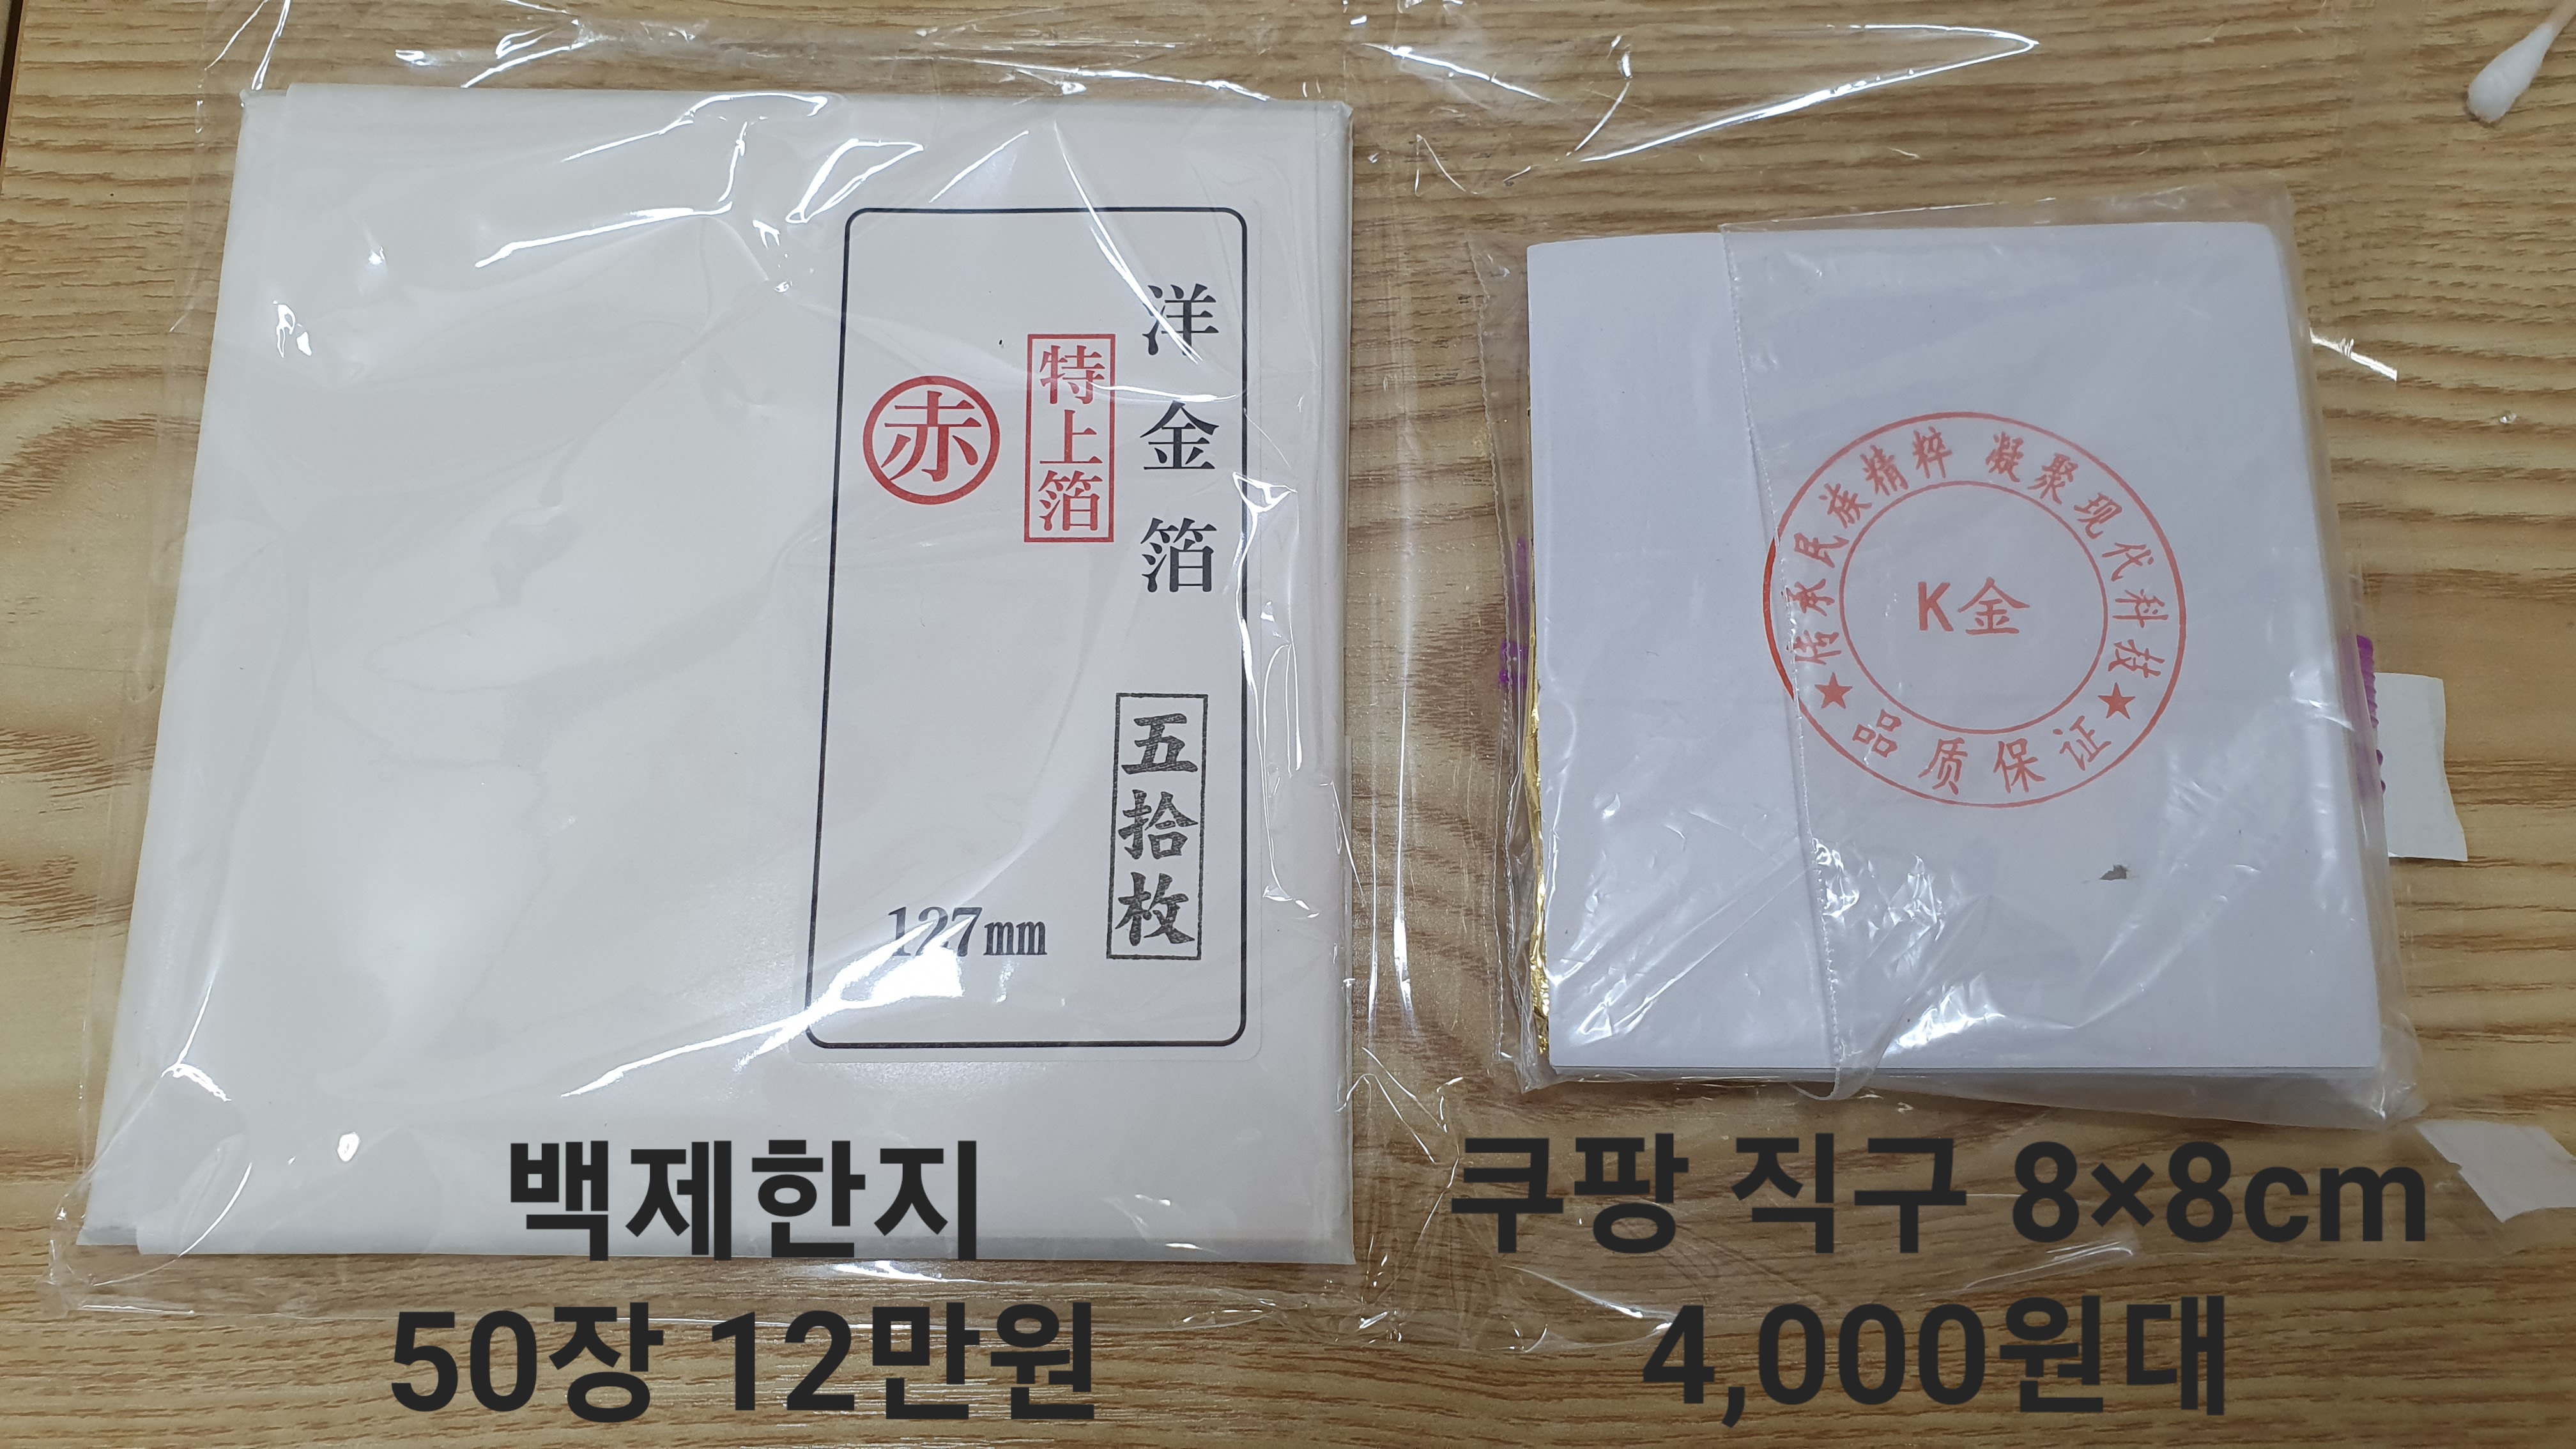 洋金箔
特上箔
赤
五拾枚
127mm
传承民族精粹 凝聚现代科技
K金
★品质保证★
백제한지
50장 12만원
쿠팡 직구 8×8cm
4,000원대